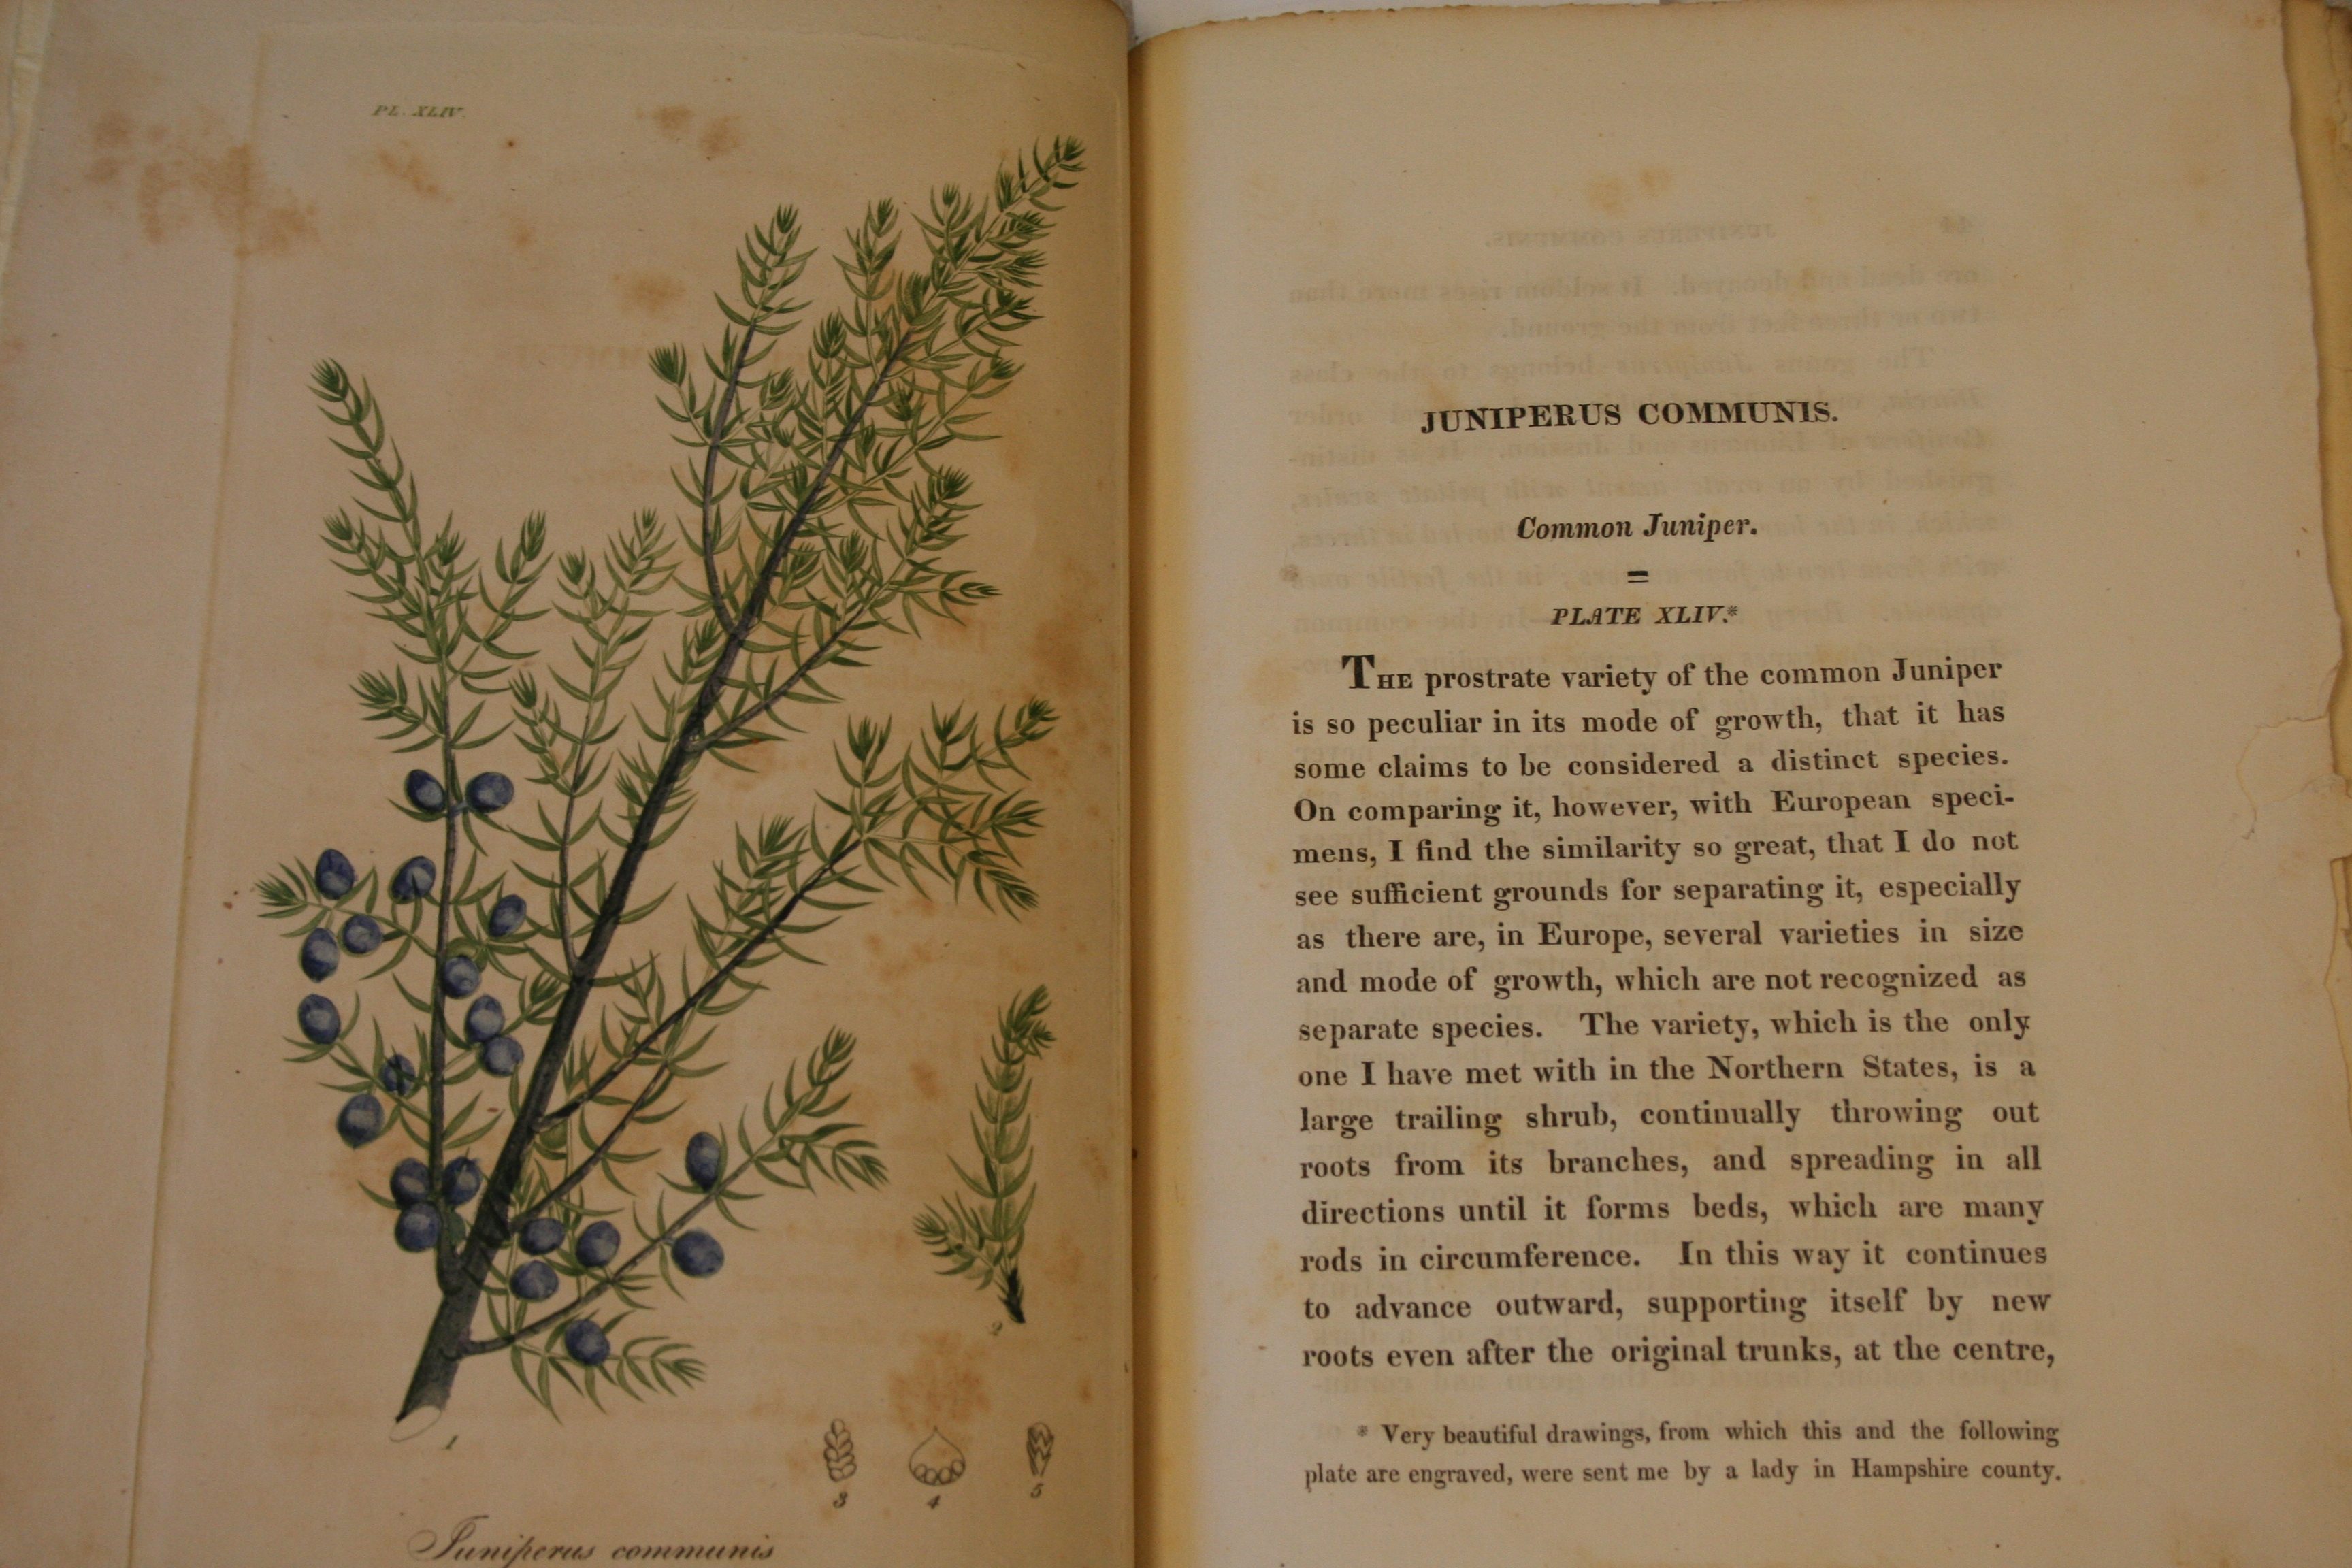 PL. XLIV.
1
2
3 4 5
Juniperus communis
JUNIPERUS COMMUNIS.
Common Juniper.
PLATE XLIV.*
THE prostrate variety of the common Juniper
is so peculiar in its mode of growth, that it has
some claims to be considered a distinct species.
On comparing it, however, with European speci-
mens, I find the similarity so great, that I do not
see sufficient grounds for separating it, especially
as there are, in Europe, several varieties in size
and mode of growth, which are not recognized as
separate species. The variety, which is the only
one I have met with in the Northern States, is a
large trailing shrub, continually throwing out
roots from its branches, and spreading in all
directions until it forms beds, which are many
rods in circumference. In this way it continues
to advance outward, supporting itself by new
roots even after the original trunks, at the centre,
* Very beautiful drawings, from which this and the following
plate are engraved, were sent me by a lady in Hampshire county.